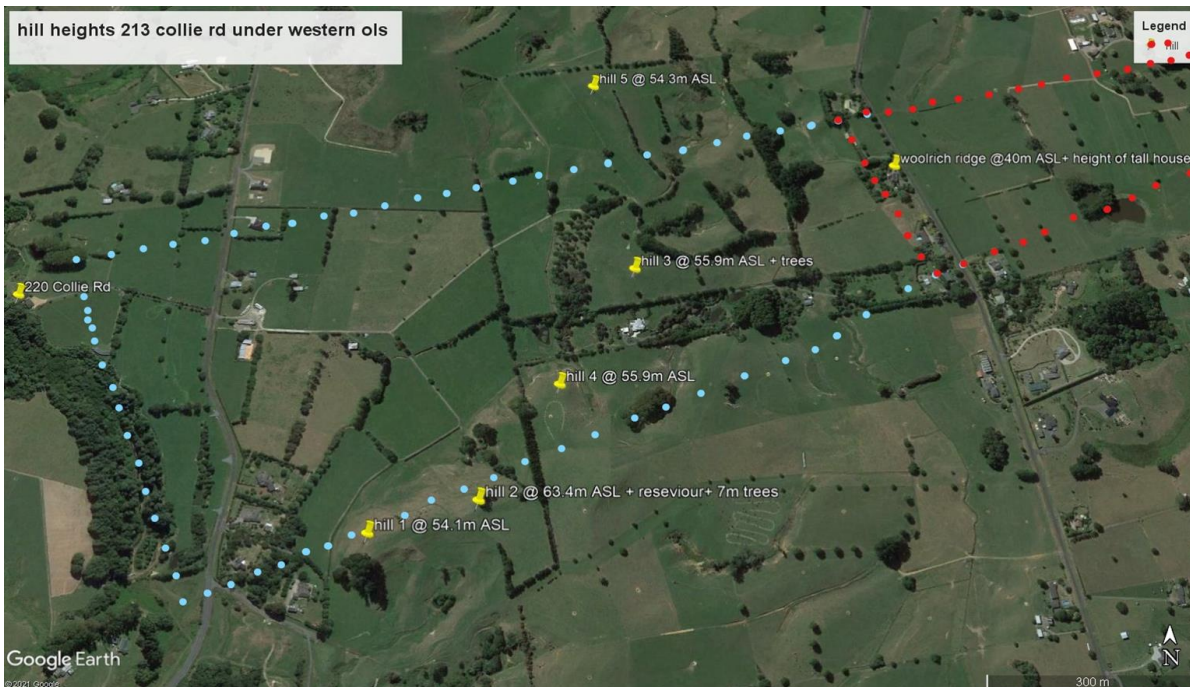 hill heights 213 collie rd under western ols
Legend
hill
hill 5 @ 54.3m ASL
woolrich ridge @40m ASL+ height of tall house
hill 3 @ 55.9m ASL + trees
220 Collie Rd
hill 4 @ 55.9m ASL
hill 2 @ 63.4m ASL + reseviour+ 7m trees
hill 1 @ 54.1m ASL
N
Google Earth
©2021 Google
300 m